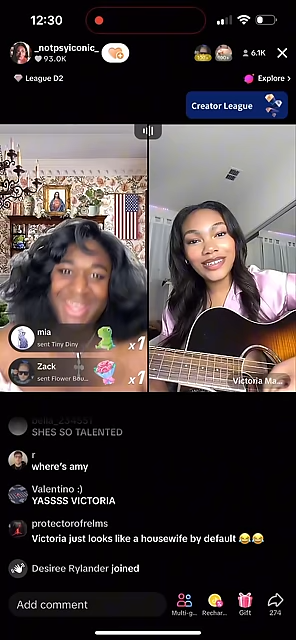 12:30
_notpsyiconic_
93.0K
6.1K
League D2
Explore >
Creator League
mia
sent Tiny Diny
x1
Zack
sent Flower Bou...
x1
Victoria Ma...
SHES SO TALENTED
r
where's amy
Valentino :)
YASSSS VICTORIA
protectorofrelms
Victoria just looks like a housewife by default 😂😂
Desiree Rylander joined
Add comment
Multi-g...
Rechar...
Gift
274